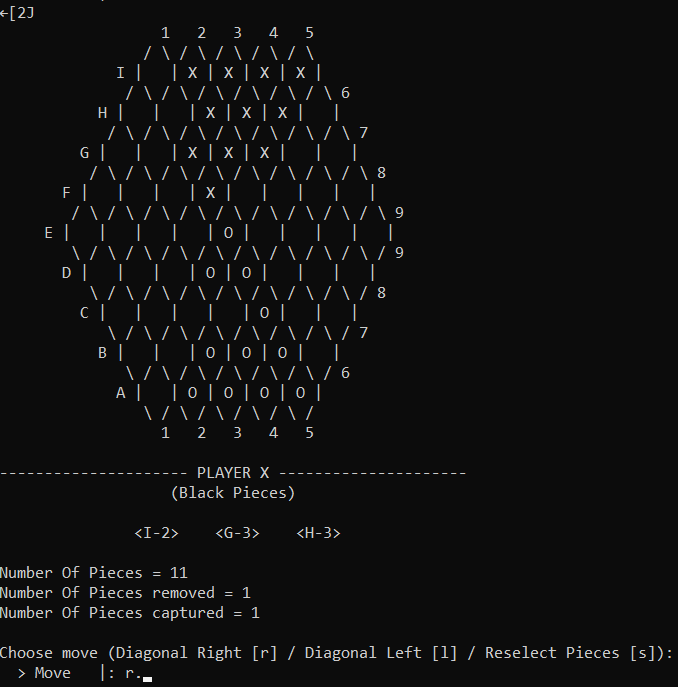 ←[2J
                  1   2   3   4   5
                / \ / \ / \ / \ / \
             I |   | X | X | X | X |
              / \ / \ / \ / \ / \ / \ 6
           H |   |   | X | X | X |   |
            / \ / \ / \ / \ / \ / \ / \ 7
         G |   |   | X | X | X |   |   |
          / \ / \ / \ / \ / \ / \ / \ / \ 8
       F |   |   |   | X |   |   |   |   |
        / \ / \ / \ / \ / \ / \ / \ / \ / \ 9
     E |   |   |   |   | O |   |   |   |   |
        \ / \ / \ / \ / \ / \ / \ / \ / \ / 9
       D |   |   |   | O | O |   |   |   |
          \ / \ / \ / \ / \ / \ / \ / \ / 8
         C |   |   |   |   | O |   |   |
            \ / \ / \ / \ / \ / \ / \ / 7
           B |   |   | O | O | O |   |
              \ / \ / \ / \ / \ / \ / 6
             A |   | O | O | O | O |
                \ / \ / \ / \ / \ /
                  1   2   3   4   5
--------------------- PLAYER X ---------------------
                   (Black Pieces)
               <I-2>    <G-3>    <H-3>
Number Of Pieces = 11
Number Of Pieces removed = 1
Number Of Pieces captured = 1
Choose move (Diagonal Right [r] / Diagonal Left [l] / Reselect Pieces [s]):
  > Move   |: r.